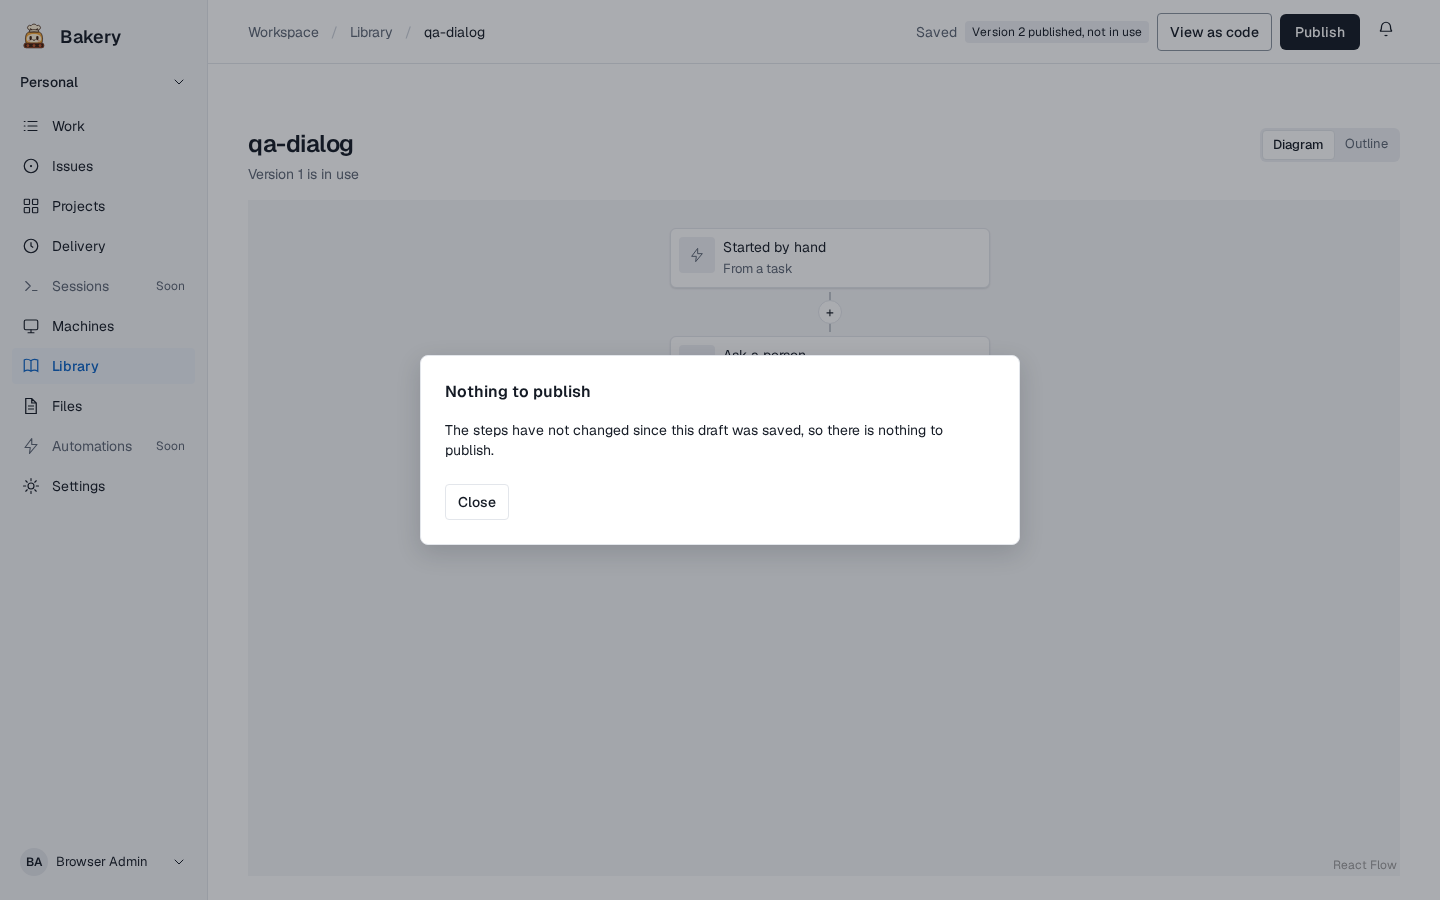 Bakery
Personal
Work
Issues
Projects
Delivery
Sessions Soon
Machines
Library
Files
Automations Soon
Settings
BA Browser Admin
Workspace / Library / qa-dialog
Saved Version 2 published, not in use View as code Publish
qa-dialog
Version 1 is in use
Diagram Outline
Started by hand
From a task
+
Ask a person
Nothing to publish
The steps have not changed since this draft was saved, so there is nothing to
publish.
Close
React Flow